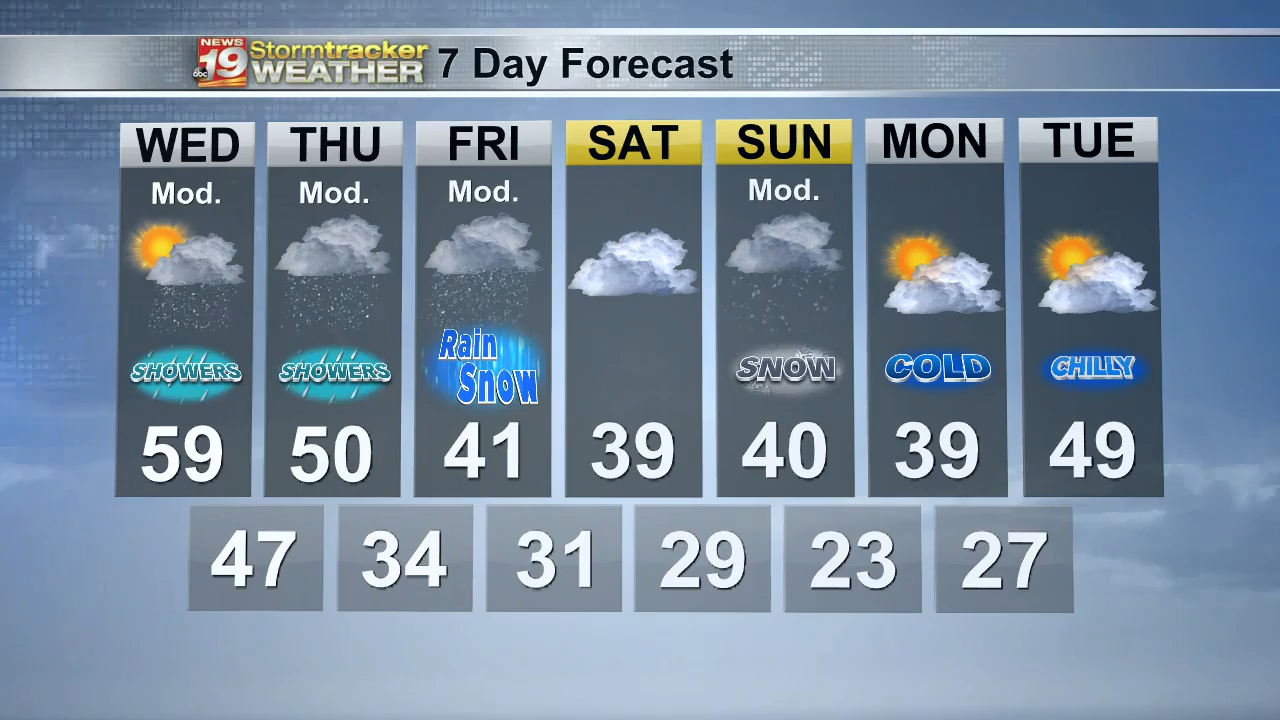 NEWS
abc 19
Stormtracker
WEATHER
7 Day Forecast
WED THU FRI SAT SUN MON TUE
Mod. Mod. Mod. Mod.
SHOWERS SHOWERS Rain Snow SNOW COLD CHILLY
59 50 41 39 40 39 49
47 34 31 29 23 27